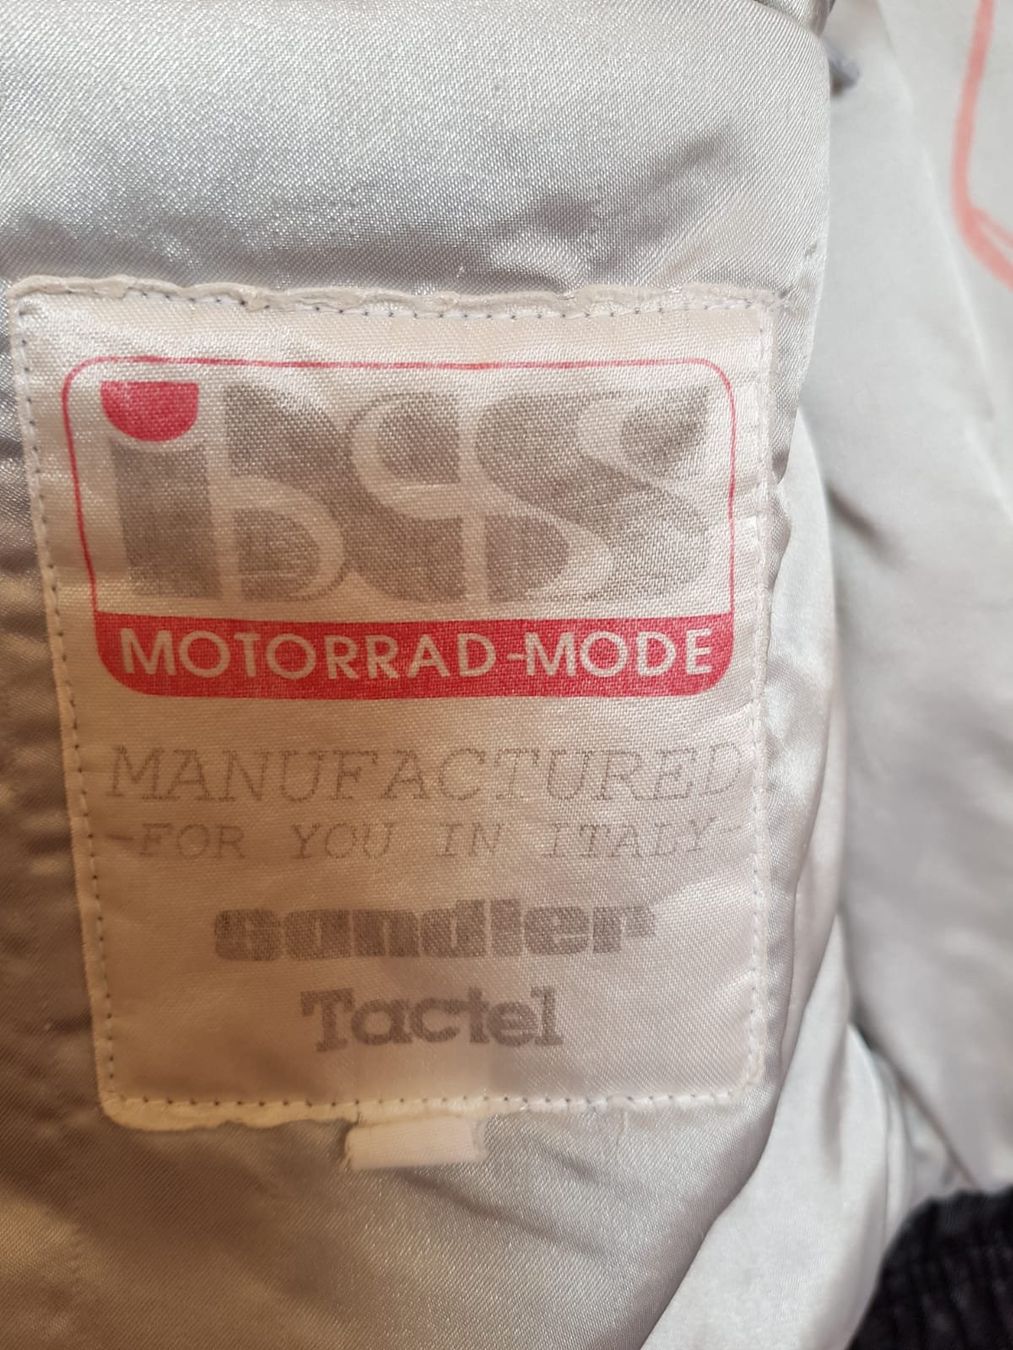 ixs
MOTORRAD-MODE
MANUFACTURED
-FOR YOU IN ITALY-
sandler
Tactel